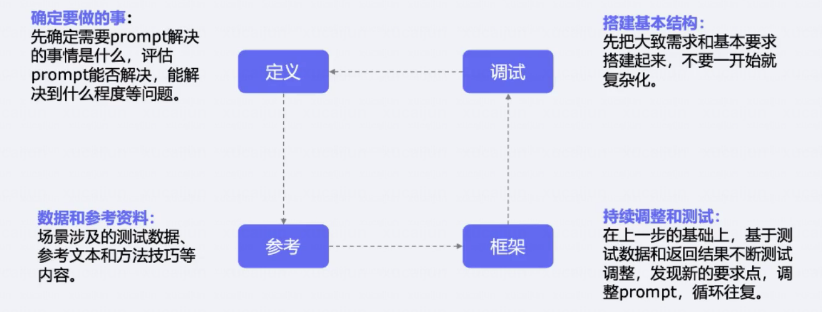 确定要做的事:
先确定需要prompt解决
的事情是什么，评估
prompt能否解决，能解
决到什么程度等问题。
定义
调试
搭建基本结构：
先把大致需求和基本要求
搭建起来，不要一开始就
复杂化。
数据和参考资料：
场景涉及的测试数据、
参考文本和方法技巧等
内容。
参考
框架
持续调整和测试：
在上一步的基础上，基于测
试数据和返回结果不断测试
调整，发现新的要求点，调
整prompt，循环往复。